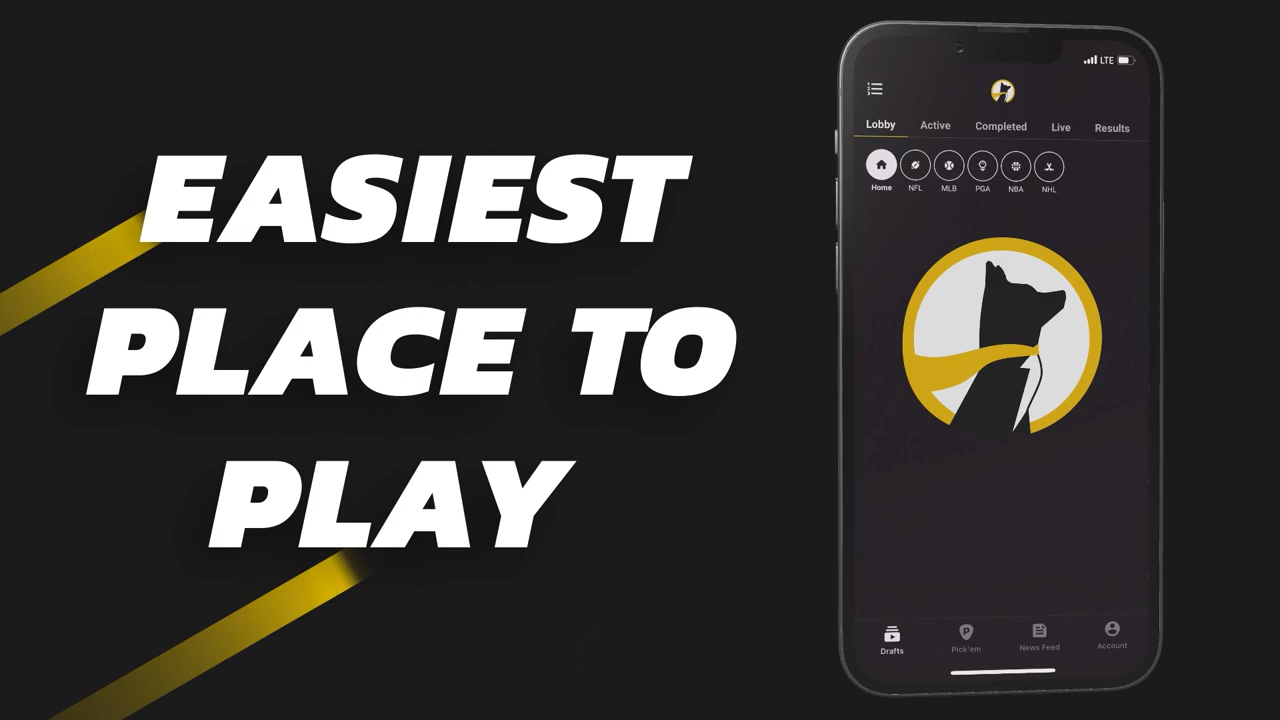 EASIEST
PLACE TO
PLAY
LTE
Lobby Active Completed Live Results
Home NFL MLB PGA NBA NHL
Drafts Pick'em News Feed Account